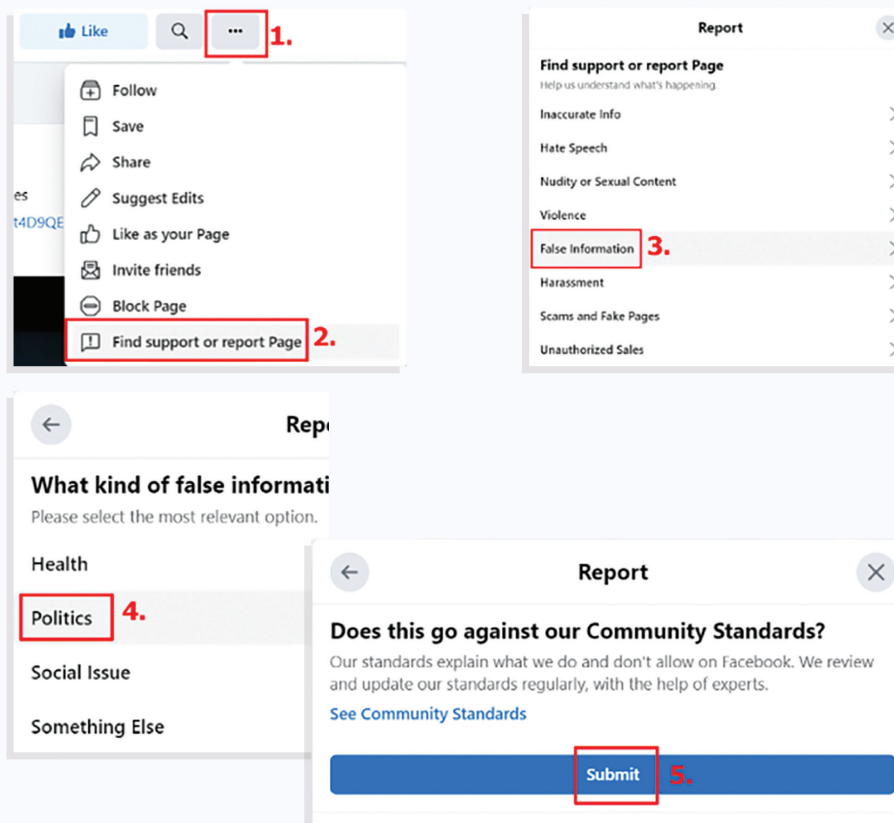 Like
... 1.
Follow
Save
Share
es
Suggest Edits
t4D9QE
Like as your Page
Invite friends
Block Page
Find support or report Page 2.
Report
Find support or report Page
Help us understand what's happening.
Inaccurate Info
Hate Speech
Nudity or Sexual Content
Violence
False Information 3.
Harassment
Scams and Fake Pages
Unauthorized Sales
Rep
What kind of false informati
Please select the most relevant option.
Health
Politics 4.
Social Issue
Something Else
Report
Does this go against our Community Standards?
Our standards explain what we do and don't allow on Facebook. We review
and update our standards regularly, with the help of experts.
See Community Standards
Submit 5.